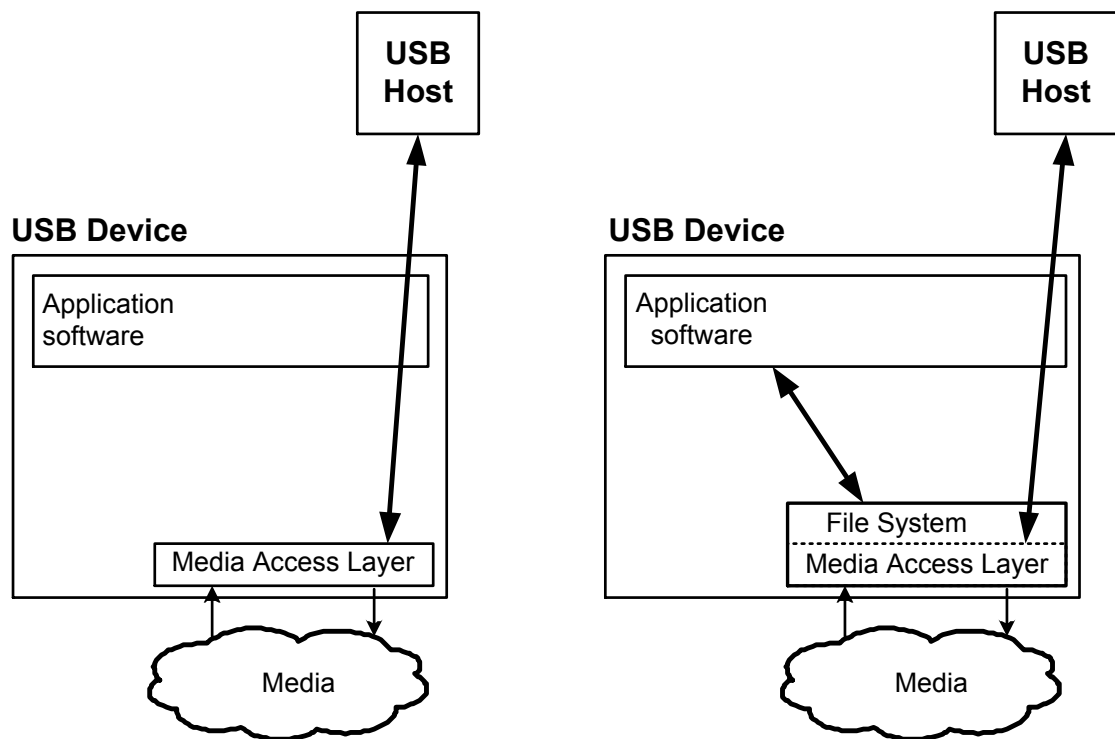 USB
Host
USB Device
Application
software
Media Access Layer
Media
USB
Host
USB Device
Application
software
File System
Media Access Layer
Media